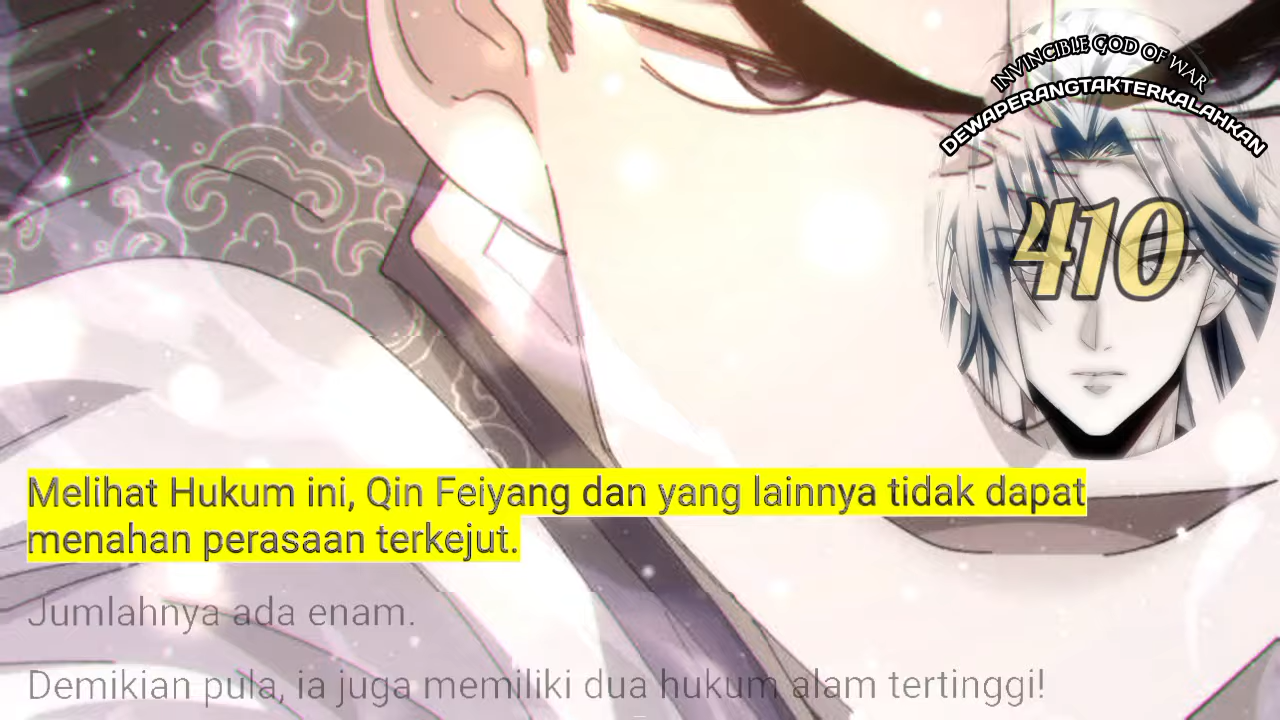 INVINCIBLE GOD OF WAR
DEWAPERANGTAKTERKALAHKAN
410
Melihat Hukum ini, Qin Feiyang dan yang lainnya tidak dapat
menahan perasaan terkejut.
Jumlahnya ada enam.
Demikian pula, ia juga memiliki dua hukum alam tertinggi!